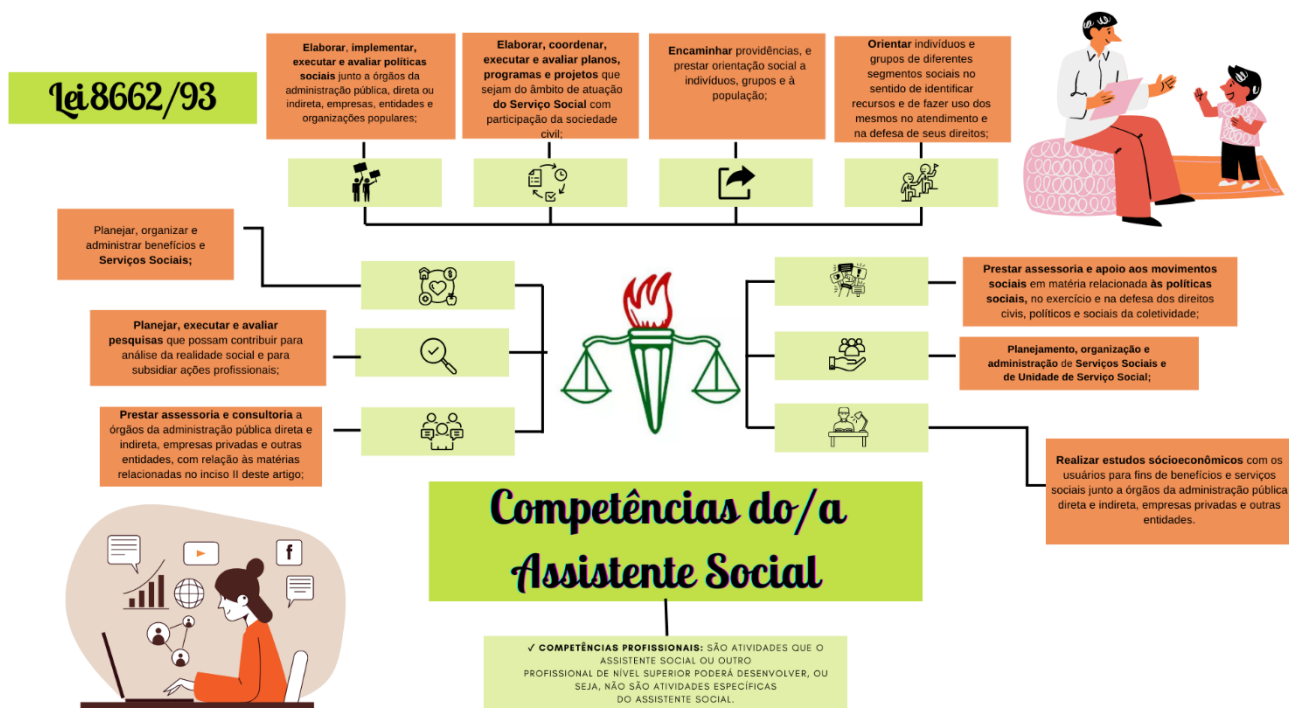 Lei 8662/93
Elaborar, implementar,
executar e avaliar políticas
sociais junto a órgãos da
administração pública, direta ou
indireta, empresas, entidades e
organizações populares;
Elaborar, coordenar,
executar e avaliar planos,
programas e projetos que
sejam do âmbito de atuação
do Serviço Social com
participação da sociedade
civil;
Encaminhar providências, e
prestar orientação social a
indivíduos, grupos e à
população;
Orientar indivíduos e
grupos de diferentes
segmentos sociais no
sentido de identificar
recursos e de fazer uso dos
mesmos no atendimento e
na defesa de seus direitos;
Planejar, organizar e
administrar benefícios e
Serviços Sociais;
Planejar, executar e avaliar
pesquisas que possam contribuir para
análise da realidade social e para
subsidiar ações profissionais;
Prestar assessoria e consultoria a
órgãos da administração pública direta e
indireta, empresas privadas e outras
entidades, com relação às matérias
relacionadas no inciso II deste artigo;
Prestar assessoria e apoio aos movimentos
sociais em matéria relacionada às políticas
sociais, no exercício e na defesa dos direitos
civis, políticos e sociais da coletividade;
Planejamento, organização e
administração de Serviços Sociais e
de Unidade de Serviço Social;
Realizar estudos sócioeconômicos com os
usuários para fins de benefícios e serviços
sociais junto a órgãos da administração pública
direta e indireta, empresas privadas e outras
entidades.
Competências do/a
Assistente Social
✓ COMPETÊNCIAS PROFISSIONAIS: SÃO ATIVIDADES QUE O
ASSISTENTE SOCIAL OU OUTRO
PROFISSIONAL DE NÍVEL SUPERIOR PODERÁ DESENVOLVER, OU
SEJA, NÃO SÃO ATIVIDADES ESPECÍFICAS
DO ASSISTENTE SOCIAL.
f